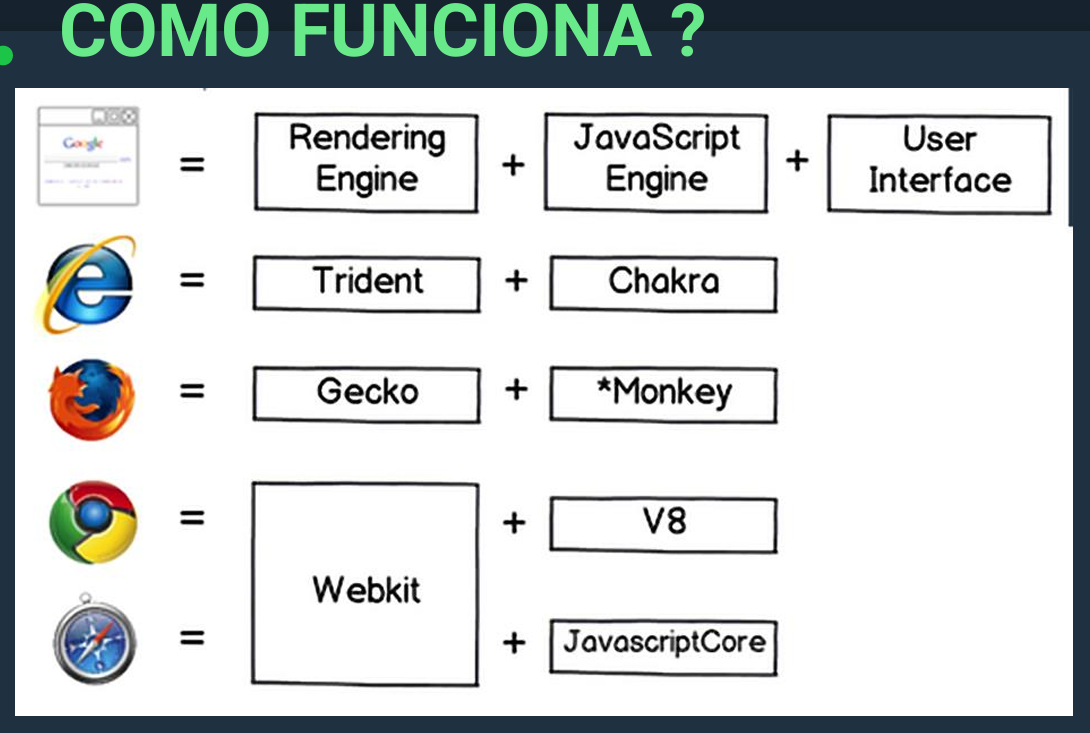 COMO FUNCIONA ?
Google
=
Rendering
Engine
+
JavaScript
Engine
+
User
Interface
=
Trident
+
Chakra
=
Gecko
+
*Monkey
=
Webkit
+
V8
=
+
JavascriptCore